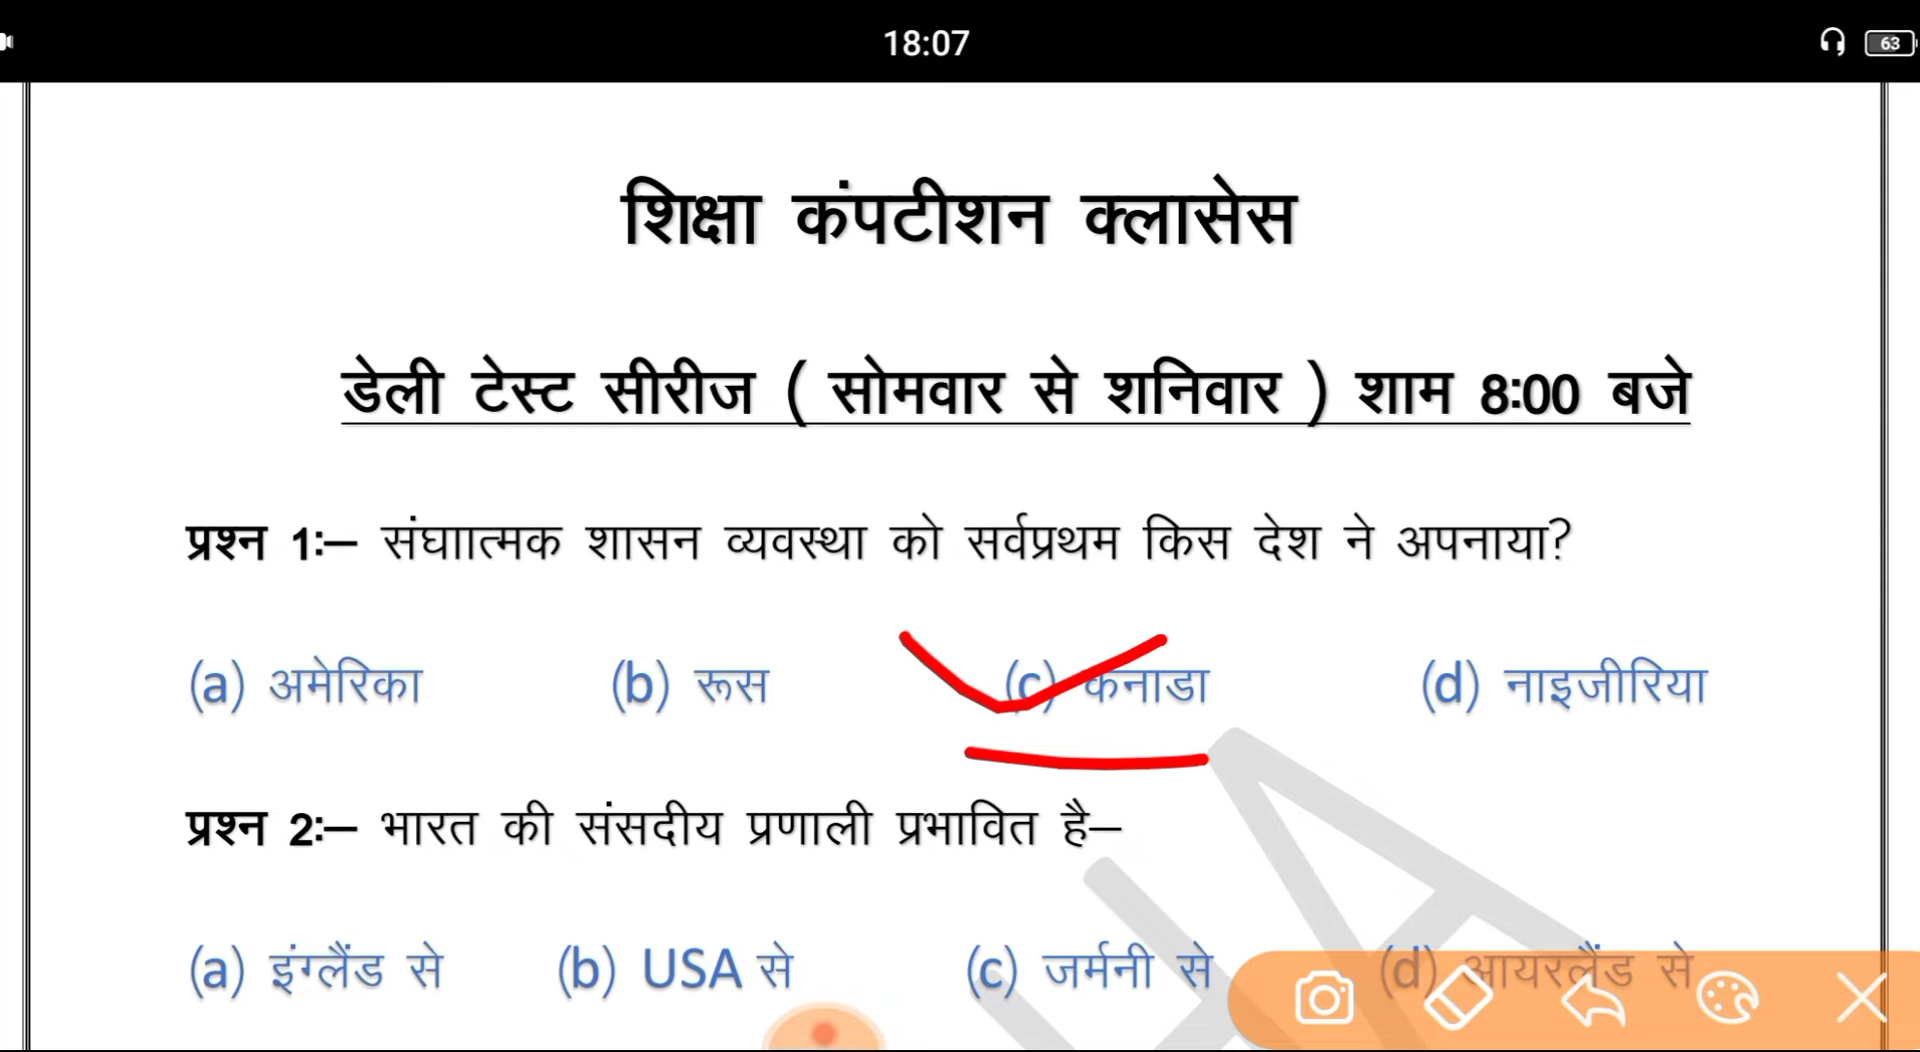 18:07
63
शिक्षा कंपटीशन क्लासेस
डेली टेस्ट सीरीज ( सोमवार से शनिवार ) शाम 8:00 बजे
प्रश्न 1:– संघाात्मक शासन व्यवस्था को सर्वप्रथम किस देश ने अपनाया?
(a) अमेरिका (b) रूस (c) कनाडा (d) नाइजीरिया
प्रश्न 2:– भारत की संसदीय प्रणाली प्रभावित है–
(a) इंग्लैंड से (b) USA से (c) जर्मनी से (d) आयरलैंड से